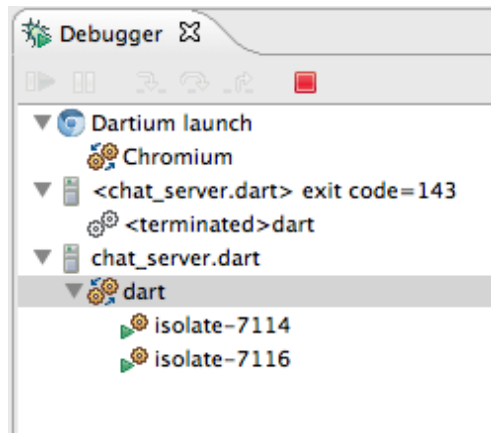 Debugger
Dartium launch
Chromium
<chat_server.dart> exit code=143
<terminated>dart
chat_server.dart
dart
isolate-7114
isolate-7116